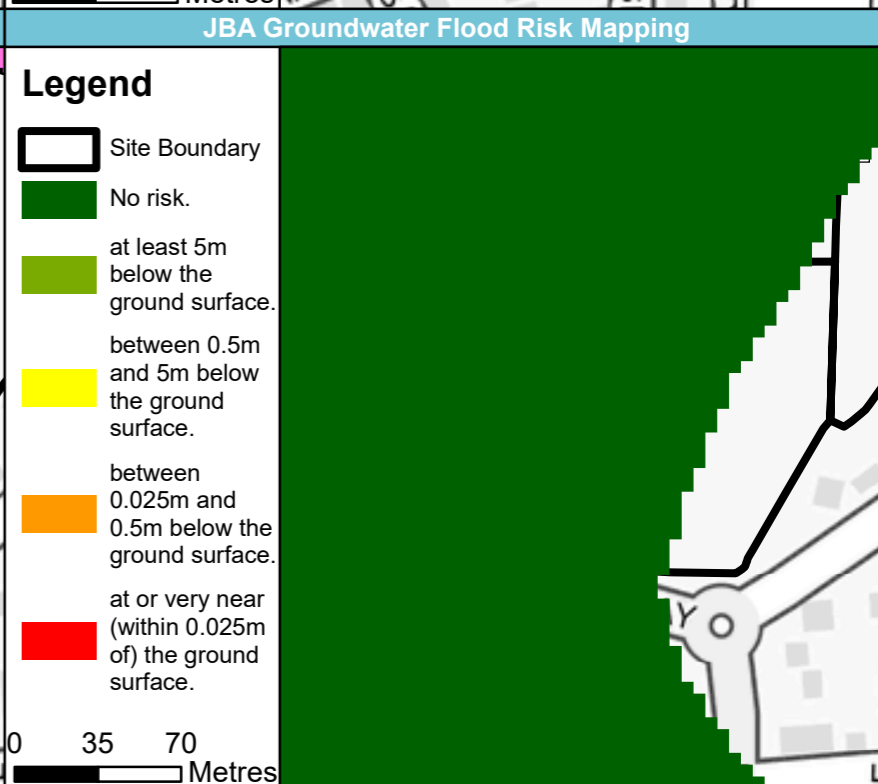 Metres
JBA Groundwater Flood Risk Mapping
Legend
Site Boundary
No risk.
at least 5m
below the
ground surface.
between 0.5m
and 5m below
the ground
surface.
between
0.025m and
0.5m below the
ground surface.
at or very near
(within 0.025m
of) the ground
surface.
0 35 70
Metres
Y